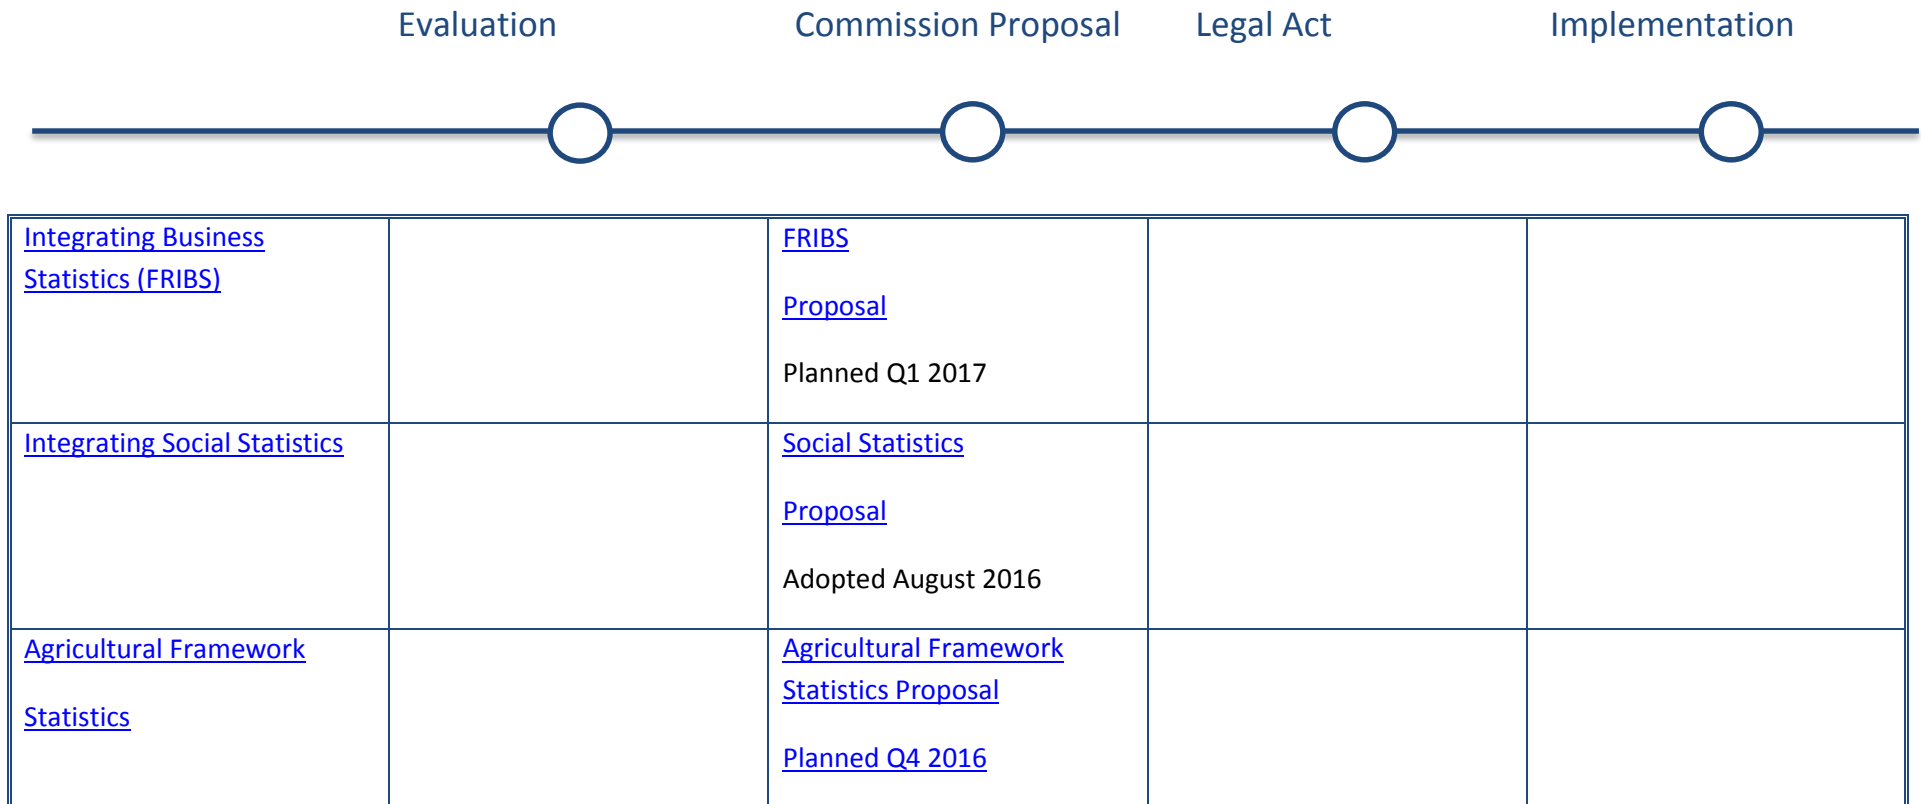 Evaluation
Commission Proposal
Legal Act
Implementation
Integrating Business
Statistics (FRIBS)
FRIBS
Proposal
Planned Q1 2017
Integrating Social Statistics
Social Statistics
Proposal
Adopted August 2016
Agricultural Framework
Statistics
Agricultural Framework
Statistics Proposal
Planned Q4 2016